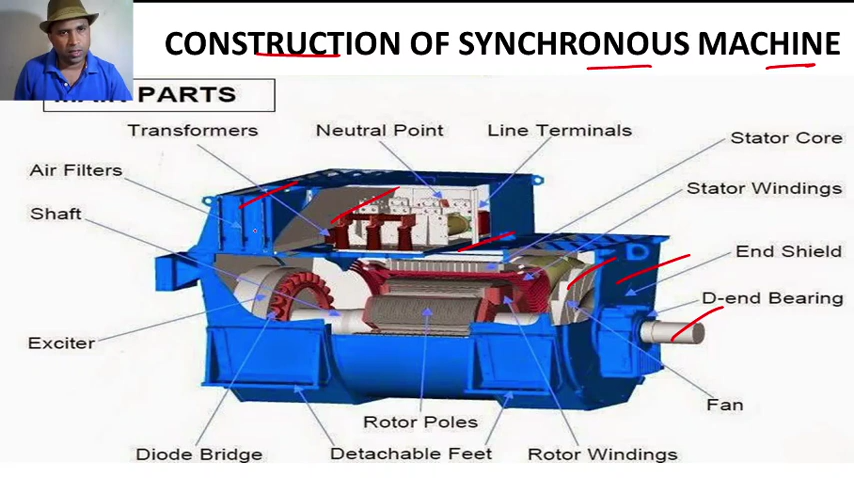 CONSTRUCTION OF SYNCHRONOUS MACHINE
PARTS
Transformers
Neutral Point
Line Terminals
Stator Core
Air Filters
Stator Windings
Shaft
End Shield
D-end Bearing
Exciter
Fan
Rotor Poles
Diode Bridge
Detachable Feet
Rotor Windings